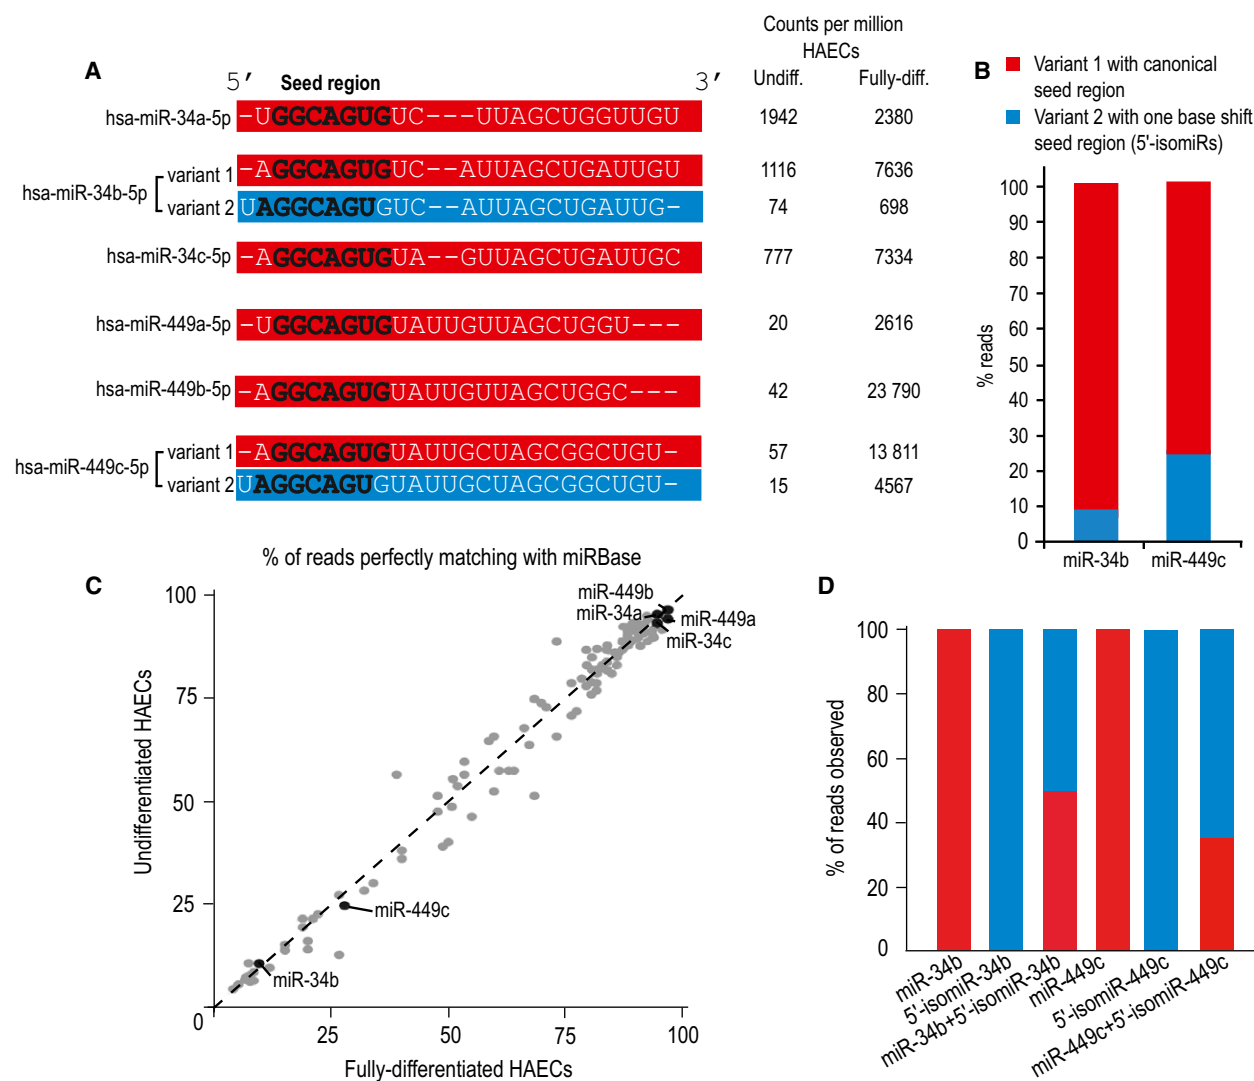 Counts per million
HAECs
A
5′ Seed region 3′
Undiff. Fully-diff.
hsa-miR-34a-5p -UGGCAGUGUC---UUAGCUGGUUGU 1942 2380
hsa-miR-34b-5p
variant 1 -AGGCAGUGUC--AUUAGCUGAUUGU 1116 7636
variant 2 UAGGCAGUGUC--AUUAGCUGAUUG- 74 698
hsa-miR-34c-5p -AGGCAGUGUA--GUUAGCUGAUUGC 777 7334
hsa-miR-449a-5p -UGGCAGUGUAUUGUUAGCUGGU--- 20 2616
hsa-miR-449b-5p -AGGCAGUGUAUUGUUAGCUGGC--- 42 23 790
hsa-miR-449c-5p
variant 1 -AGGCAGUGUAUUGCUAGCGGCUGU- 57 13 811
variant 2 UAGGCAGUGUAUUGCUAGCGGCUGU- 15 4567
B
Variant 1 with canonical
seed region
Variant 2 with one base shift
seed region (5'-isomiRs)
% reads
100
90
80
70
60
50
40
30
20
10
0
miR-34b miR-449c
C
% of reads perfectly matching with miRBase
Undifferentiated HAECs
100
75
50
25
0
25 50 75 100
Fully-differentiated HAECs
miR-449b
miR-34a
miR-449a
miR-34c
miR-449c
miR-34b
D
% of reads observed
100
80
60
40
20
0
miR-34b
5'-isomiR-34b
miR-34b+5'-isomiR-34b
miR-449c
5'-isomiR-449c
miR-449c+5'-isomiR-449c